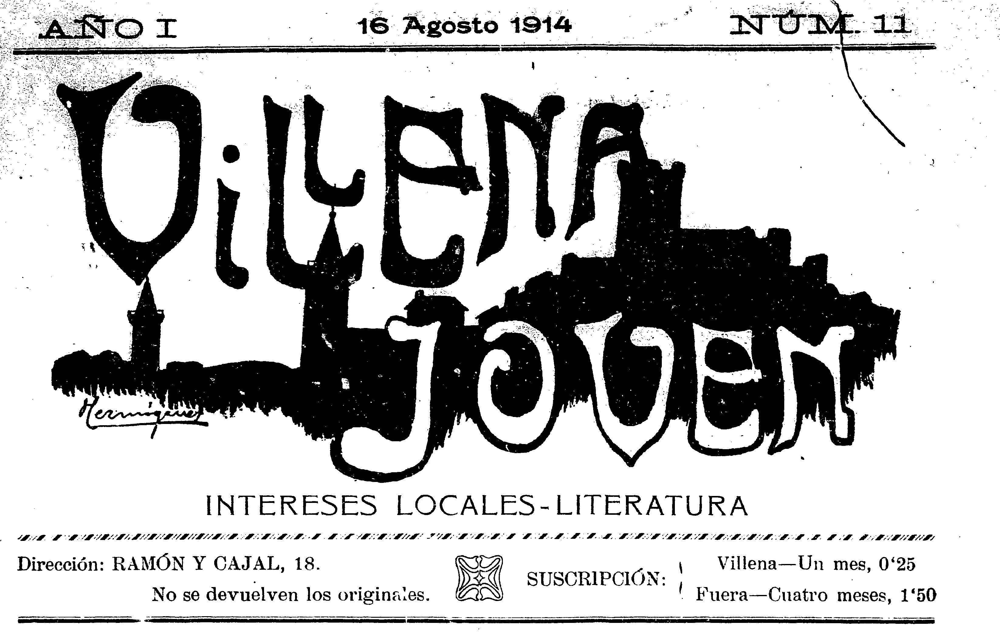 AÑO I 16 Agosto 1914 NÚM. 11
ViLLENA
JOVEN
Hermógenes
INTERESES LOCALES-LITERATURA
Dirección: RAMÓN Y CAJAL, 18.
No se devuelven los originales.
SUSCRIPCIÓN:
Villena—Un mes, 0‘25
Fuera—Cuatro meses, 1‘50